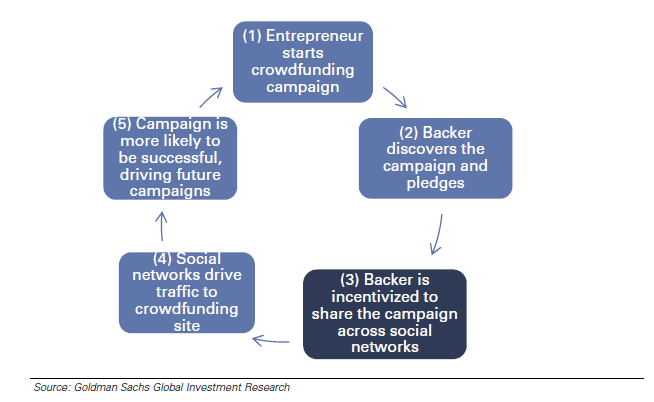 (1) Entrepreneur
starts
crowdfunding
campaign
(2) Backer
discovers the
campaign and
pledges
(3) Backer is
incentivized to
share the campaign
across social
networks
(4) Social
networks drive
traffic to
crowdfunding
site
(5) Campaign is
more likely to
be successful,
driving future
campaigns
Source: Goldman Sachs Global Investment Research